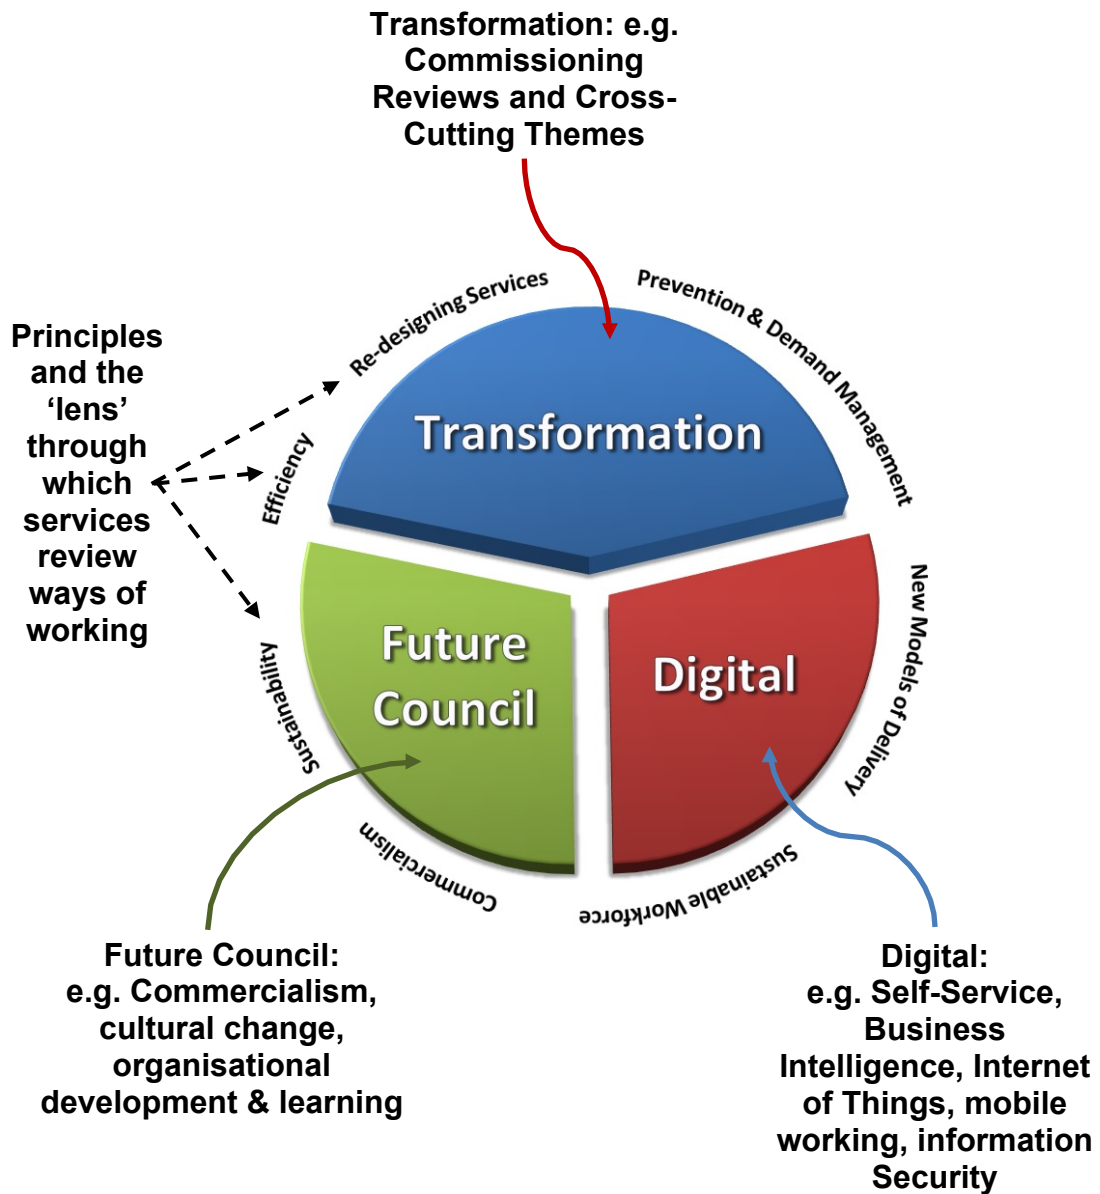 Transformation: e.g.
Commissioning
Reviews and Cross-
Cutting Themes
Re-designing Services
Prevention & Demand Management
Principles
and the
‘lens’
through
which
services
review
ways of
working
Efficiency
Transformation
New Models of Delivery
Future
Council
Digital
Sustainability
Commercialism
Sustainable Workforce
Future Council:
e.g. Commercialism,
cultural change,
organisational
development & learning
Digital:
e.g. Self-Service,
Business
Intelligence, Internet
of Things, mobile
working, information
Security